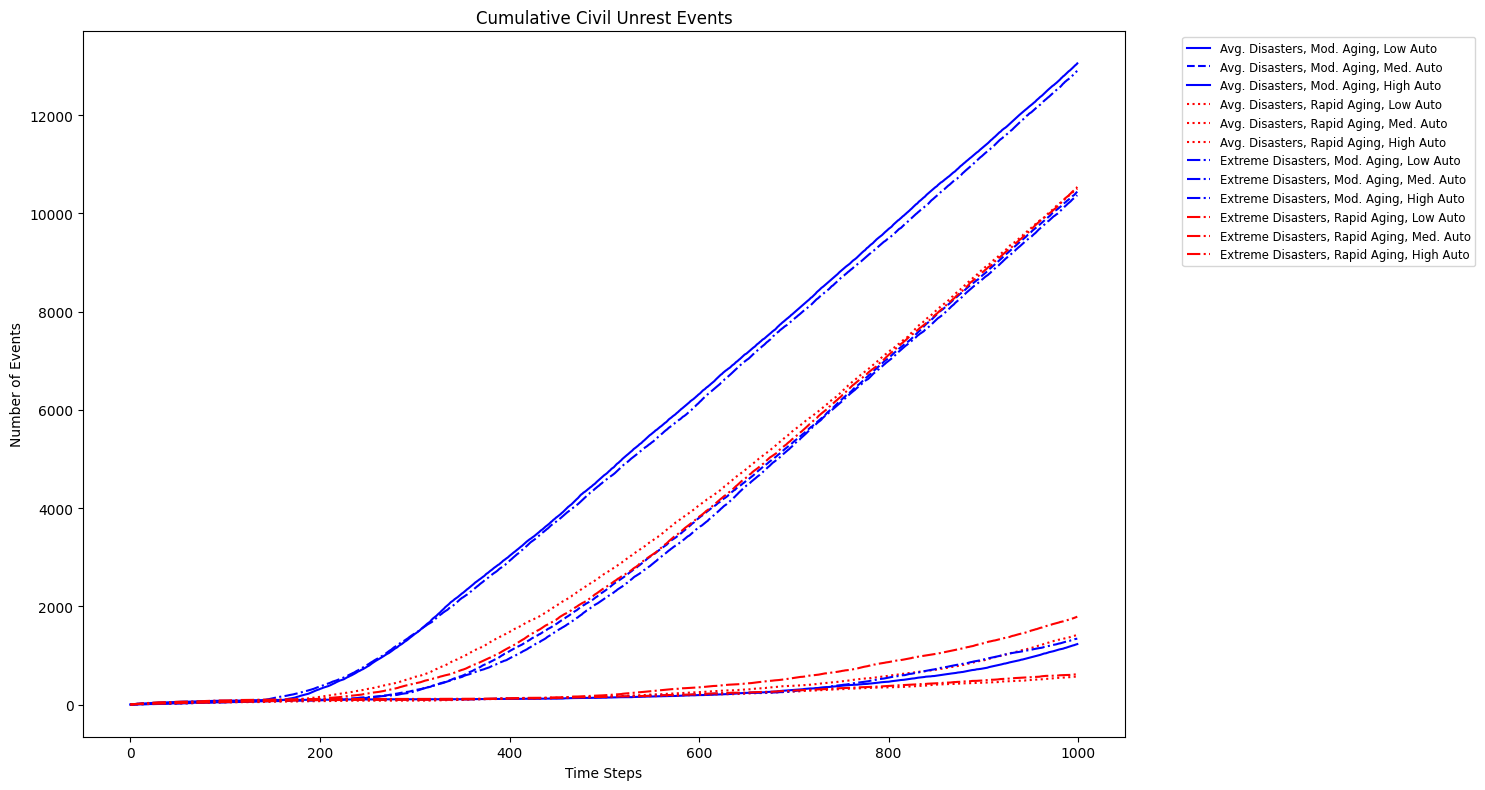 Cumulative Civil Unrest Events
Number of Events
12000
10000
8000
6000
4000
2000
0
0 200 400 600 800 1000
Time Steps
Avg. Disasters, Mod. Aging, Low Auto
Avg. Disasters, Mod. Aging, Med. Auto
Avg. Disasters, Mod. Aging, High Auto
Avg. Disasters, Rapid Aging, Low Auto
Avg. Disasters, Rapid Aging, Med. Auto
Avg. Disasters, Rapid Aging, High Auto
Extreme Disasters, Mod. Aging, Low Auto
Extreme Disasters, Mod. Aging, Med. Auto
Extreme Disasters, Mod. Aging, High Auto
Extreme Disasters, Rapid Aging, Low Auto
Extreme Disasters, Rapid Aging, Med. Auto
Extreme Disasters, Rapid Aging, High Auto